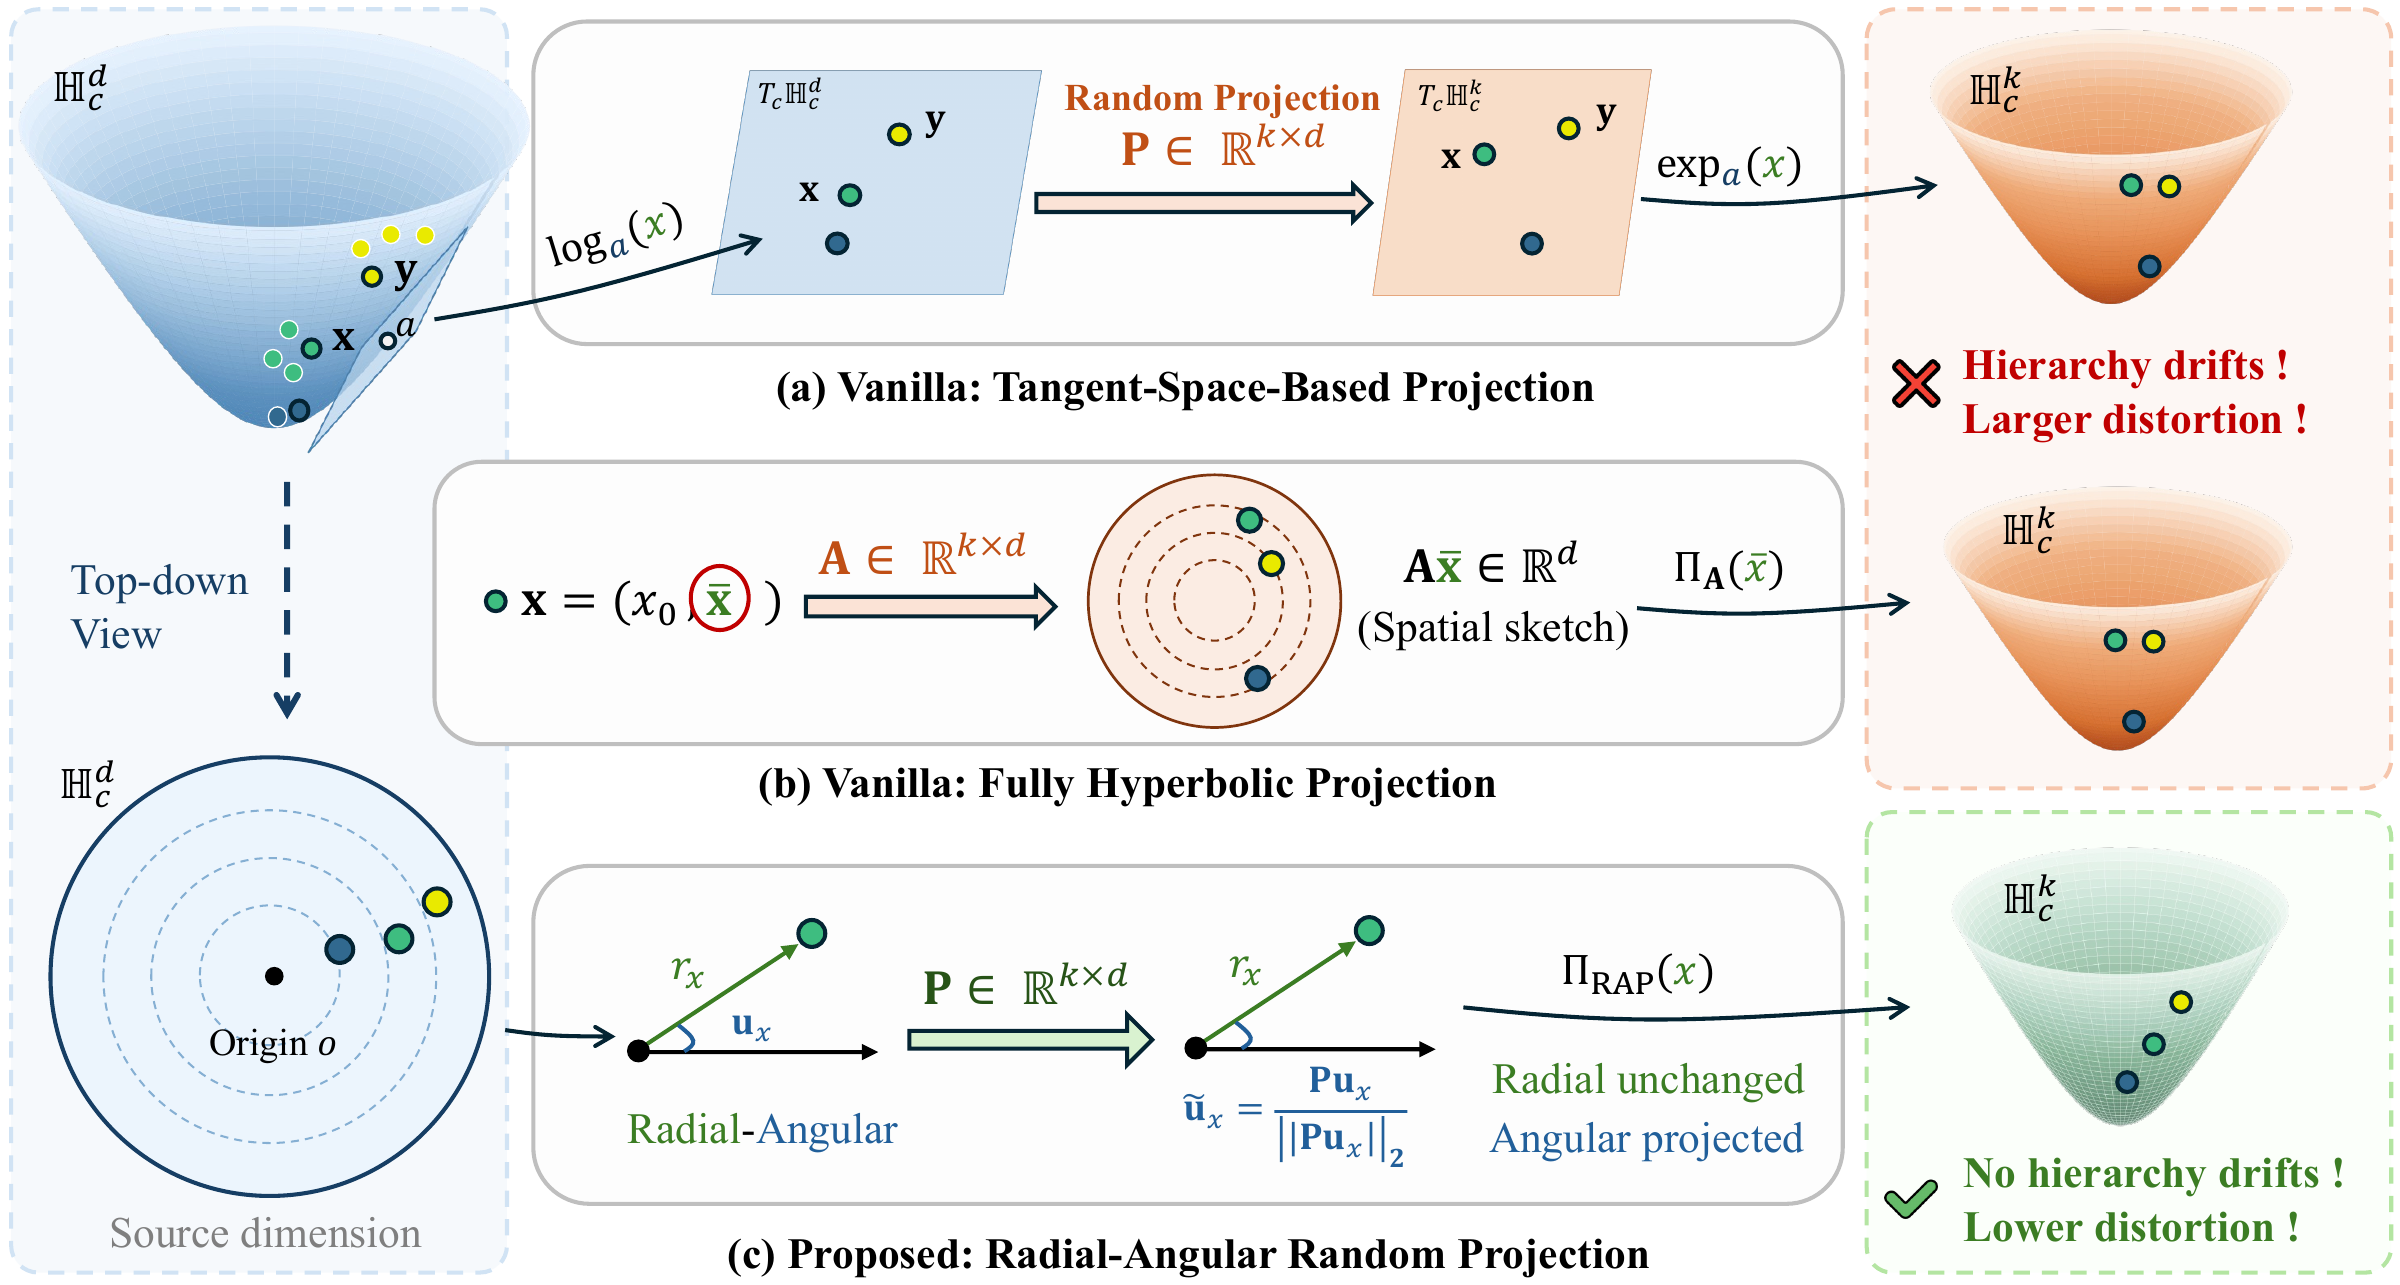 ℍ_c^d
y
x
a
Top-down
View
ℍ_c^d
Origin o
Source dimension
log_a(x)
T_cℍ_c^d
y
x
Random Projection
P ∈ ℝ^{k×d}
T_cℍ_c^k
y
x
exp_a(x)
(a) Vanilla: Tangent-Space-Based Projection
ℍ_c^k
Hierarchy drifts !
Larger distortion !
x = (x_0, x̄ )
A ∈ ℝ^{k×d}
Ax̄ ∈ ℝ^d
(Spatial sketch)
Π_A(x̄)
(b) Vanilla: Fully Hyperbolic Projection
ℍ_c^k
r_x
u_x
Radial-Angular
P ∈ ℝ^{k×d}
r_x
ũ_x = Pu_x / ||Pu_x||_2
Π_RAP(x)
Radial unchanged
Angular projected
(c) Proposed: Radial-Angular Random Projection
ℍ_c^k
No hierarchy drifts !
Lower distortion !